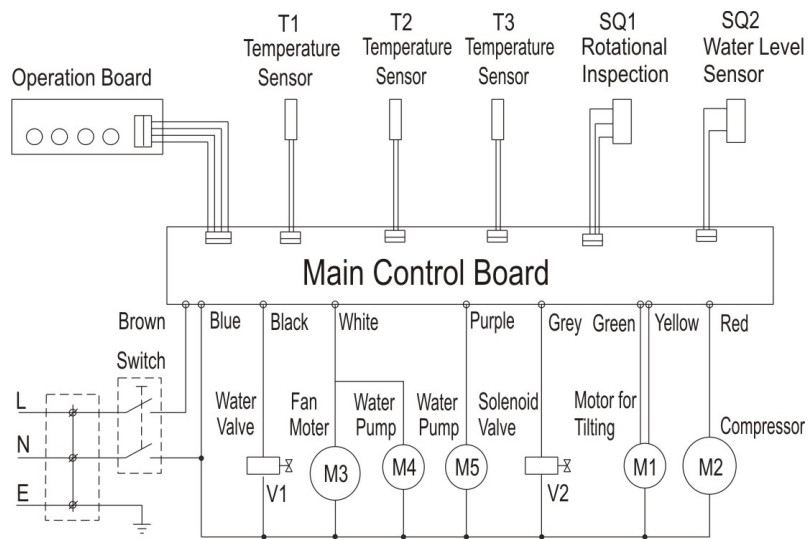 T1
Temperature
Sensor
T2
Temperature
Sensor
T3
Temperature
Sensor
SQ1
Rotational
Inspection
SQ2
Water Level
Sensor
Operation Board
Main Control Board
Brown
Blue
Black
White
Purple
Grey
Green
Yellow
Red
Switch
L
N
E
Water
Valve
V1
Fan
Moter
M3
Water
Pump
M4
Water
Pump
M5
Solenoid
Valve
V2
Motor for
Tilting
M1
Compressor
M2